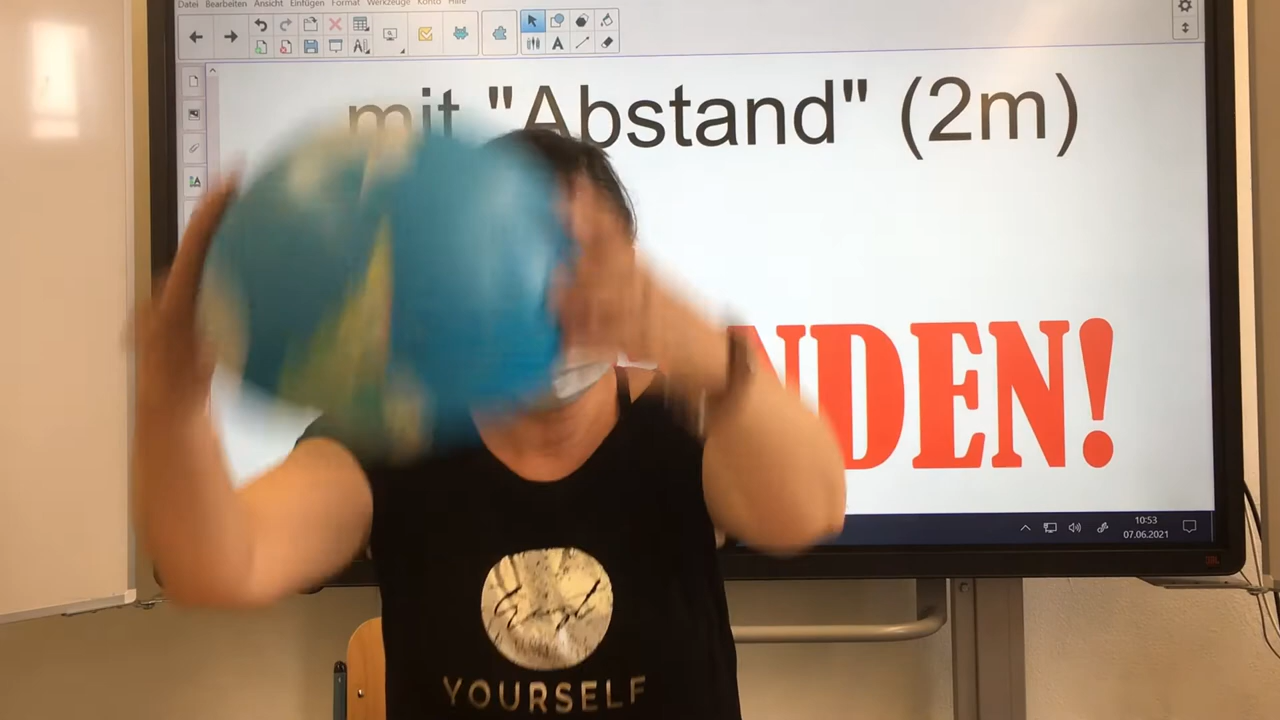 Datei Bearbeiten Ansicht Einfügen Format Werkzeuge Konto Hilfe
mit "Abstand" (2m)
NDEN!
10:53
07.06.2021
YOURSELF